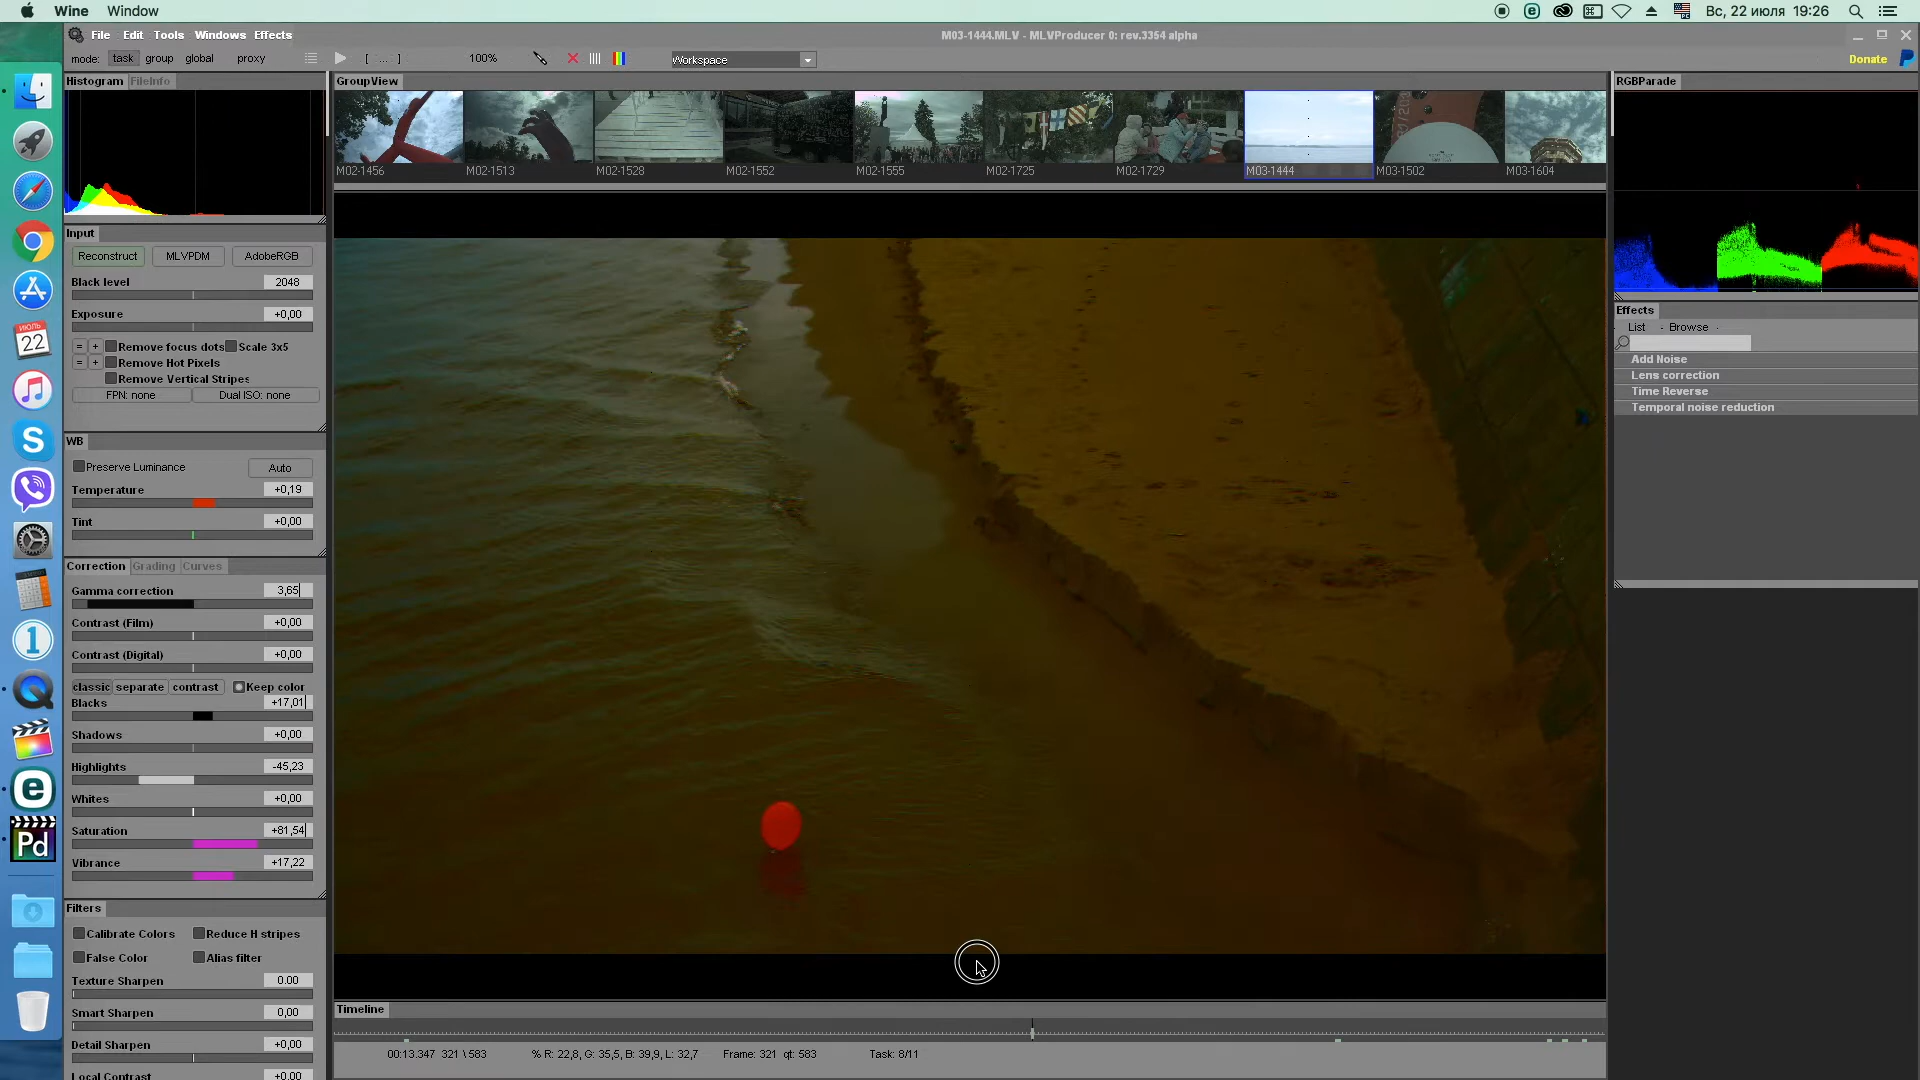 Wine Window
Вс, 22 июля 19:26
File Edit Tools Windows Effects
M03-1444.MLV - MLVProducer 0: rev.3354 alpha
mode: task group global proxy
[ ... ] 100%
Workspace
Donate
Histogram FileInfo
GroupView
RGBParade
M02-1456 M02-1513 M02-1528 M02-1552 M02-1555 M02-1725 M02-1729 M03-1444 M03-1502 M03-1604
Input
Reconstruct MLVPDM AdobeRGB
Black level 2048
Exposure +0,00
= + Remove focus dots Scale 3x5
= + Remove Hot Pixels
Remove Vertical Stripes
FPN: none Dual ISO: none
WB
Preserve Luminance Auto
Temperature +0,19
Tint +0,00
Correction Grading Curves
Gamma correction 3,65
Contrast (Film) +0,00
Contrast (Digital) +0,00
classic separate contrast Keep color
Blacks +17,01
Shadows +0,00
Highlights -45,23
Whites +0,00
Saturation +81,54
Vibrance +17,22
Filters
Calibrate Colors Reduce H stripes
False Color Alias filter
Texture Sharpen 0.00
Smart Sharpen 0,00
Detail Sharpen +0,00
Local Contrast +0,00
Effects
List Browse
Add Noise
Lens correction
Time Reverse
Temporal noise reduction
Timeline
00:13.347 321 \ 583 % R: 22,8, G: 35,5, B: 39,9, L: 32,7 Frame: 321 qt: 583 Task: 8/11
ИЮЛЬ
22
S
1
e
Pd